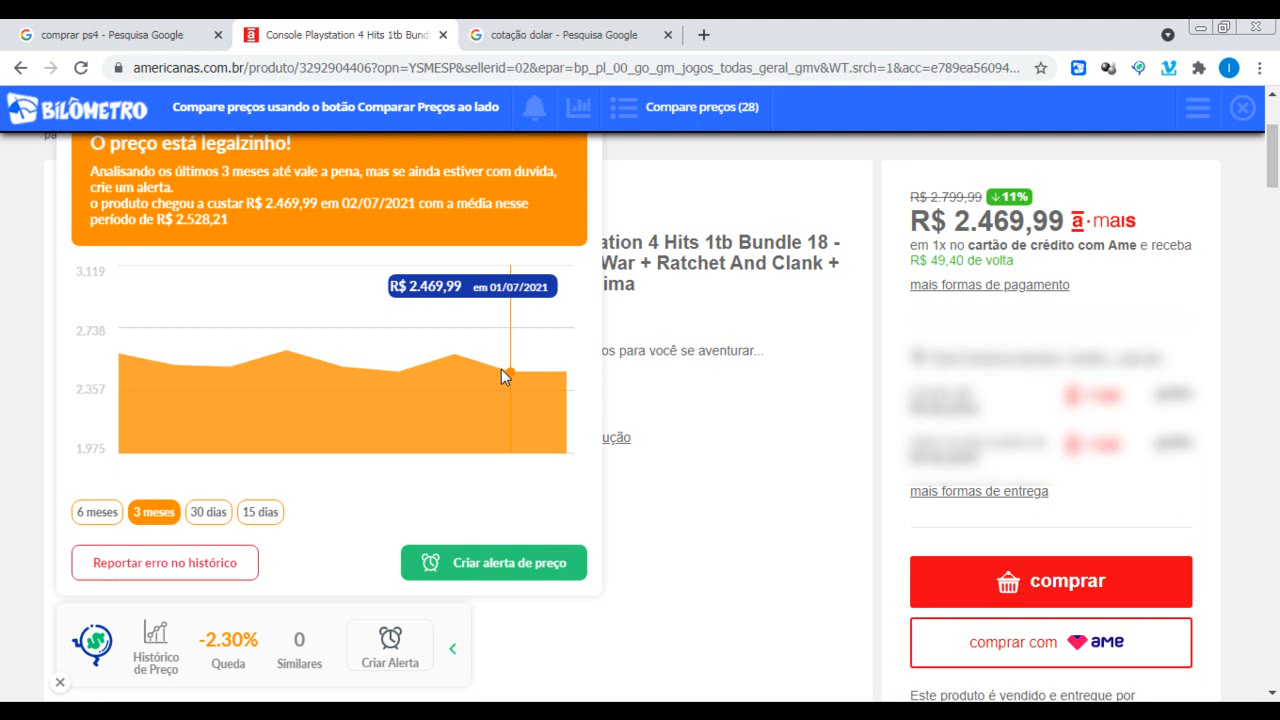 comprar ps4 - Pesquisa Google
Console Playstation 4 Hits 1tb Bund
cotação dolar - Pesquisa Google
americanas.com.br/produto/3292904406?opn=YSMESP&sellerid=02&epar=bp_pl_00_go_gm_jogos_todas_geral_gmv&WT.srch=1&acc=e789ea56094...
I
BILÔMETRO
Compare preços usando o botão Comparar Preços ao lado
Compare preços (28)
O preço está legalzinho!
Analisando os últimos 3 meses até vale a pena, mas se ainda estiver com duvida,
crie um alerta.
o produto chegou a custar R$ 2.469,99 em 02/07/2021 com a média nesse
período de R$ 2.528,21
3.119
2.738
2.357
1.975
R$ 2.469,99 em 01/07/2021
6 meses
3 meses
30 dias
15 dias
Reportar erro no histórico
Criar alerta de preço
Histórico
de Preço
-2.30%
Queda
0
Similares
Criar Alerta
ation 4 Hits 1tb Bundle 18 -
War + Ratchet And Clank +
ima
os para você se aventurar...
ução
R$ 2.799,99 11%
R$ 2.469,99 a mais
em 1x no cartão de crédito com Ame e receba
R$ 49,40 de volta
mais formas de pagamento
mais formas de entrega
comprar
comprar com ame
Este produto é vendido e entregue por